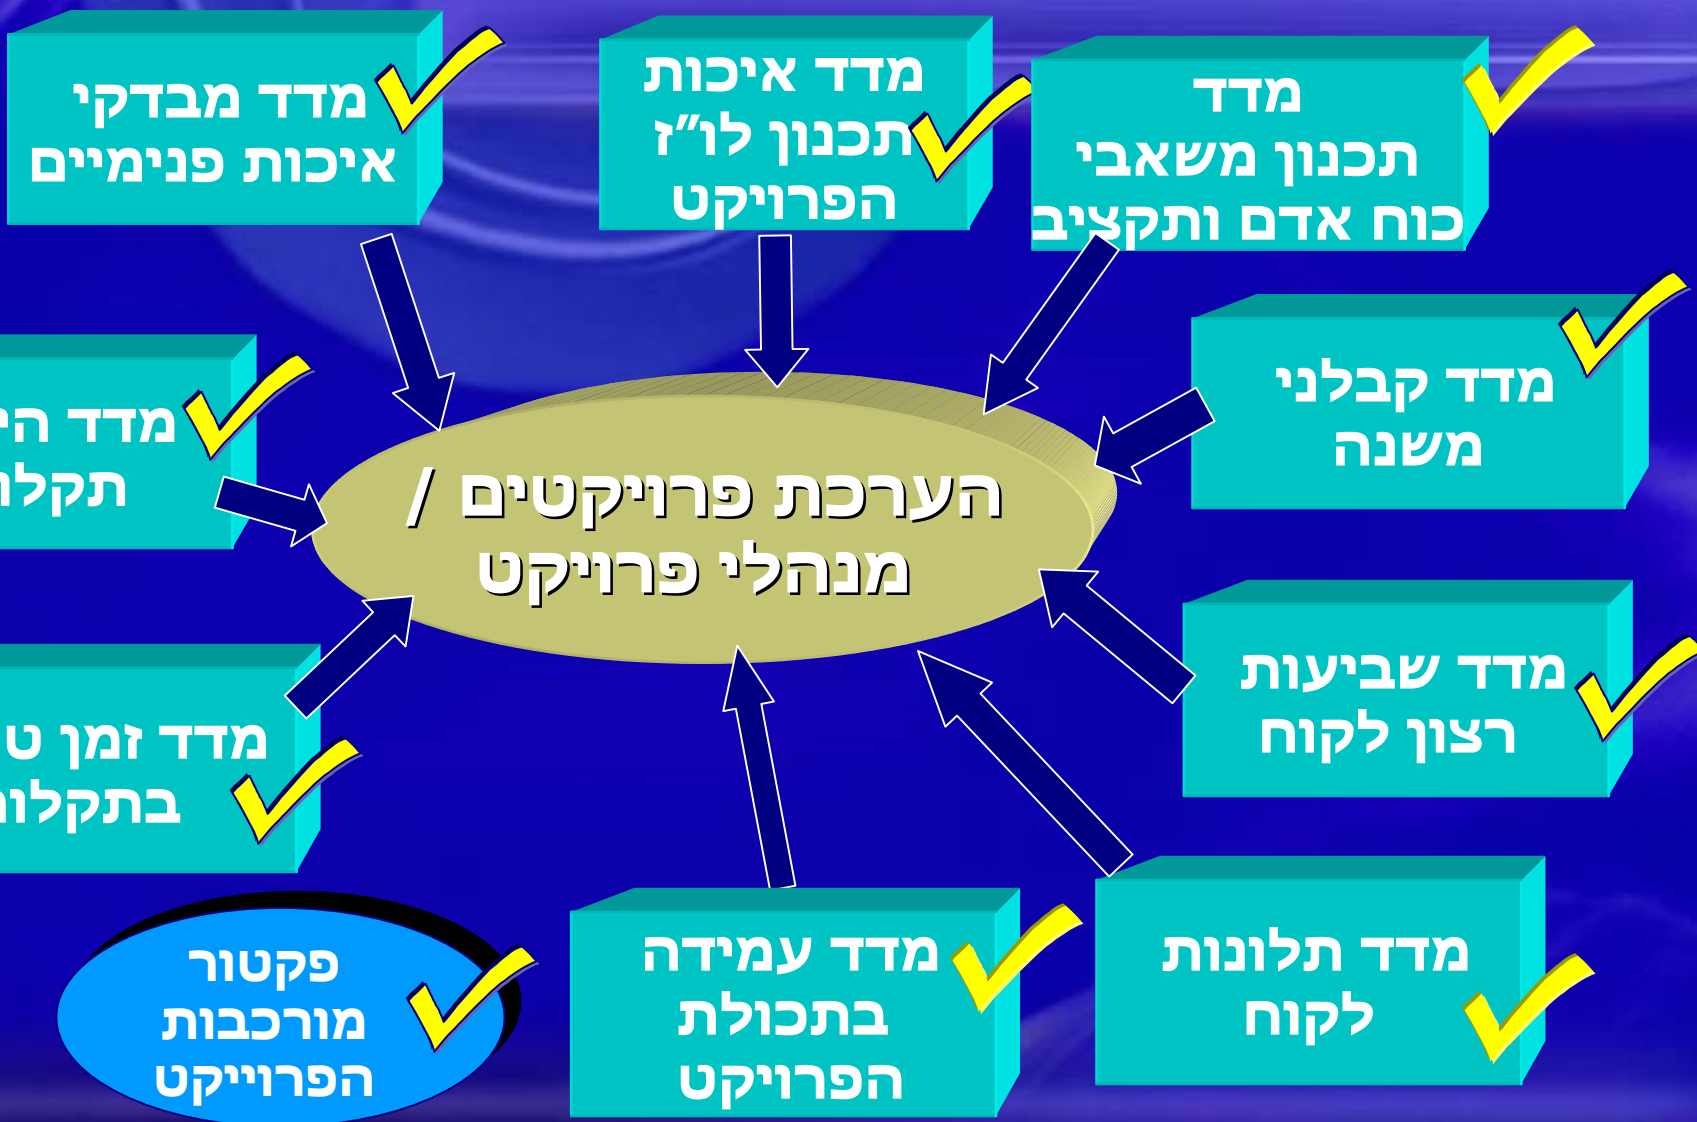 מדד
תכנון משאבי
כוח אדם ותקציב
מדד איכות
תכנון לו״ז
הפרויקט
מדד מבדקי
איכות פנימיים
מדד קבלני
משנה
מדד
הערכת פרויקטים /
מנהלי פרויקט
מדד שביעות
רצון לקוח
מדד זמן
מדד תלונות
לקוח
מדד עמידה
בתכולת
הפרויקט
פקטור
מורכבות
הפרוייקט